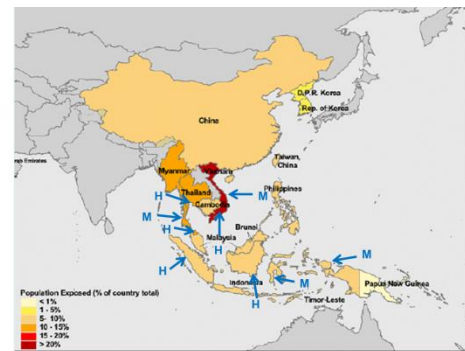 D.P.R. Korea
Rep. of Korea
China
Taiwan,
China
Myanmar
Vietnam
Thailand
Philippines
H
Cambodia
M
M
H
H
Malaysia
Brunei
H
M
Indonesia
M
H
Papua New Guinea
Timor-Leste
Population Exposed (% of country total)
< 1%
1 - 5%
5- 10%
10 - 15%
15 - 20%
> 20%